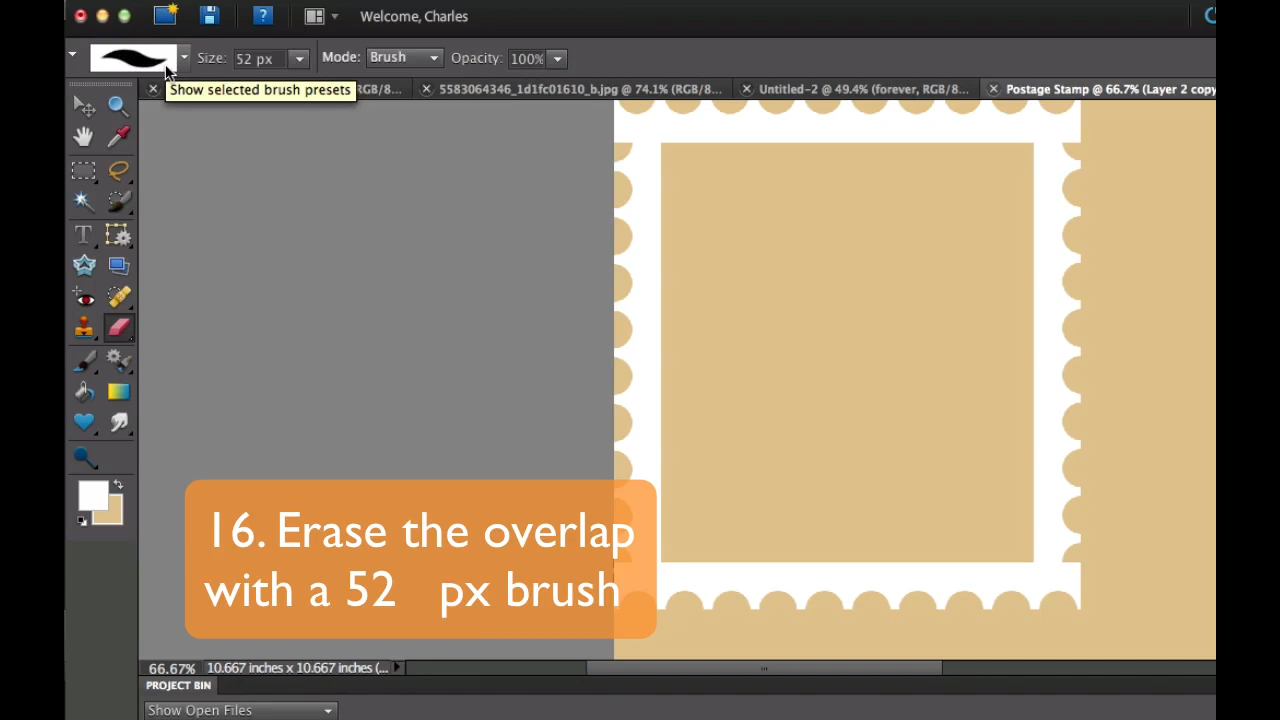 Welcome, Charles
Size: 52 px Mode: Brush Opacity: 100%
Show selected brush presets
RGB/8... 5583064346_1d1fc01610_b.jpg @ 74.1% (RGB/8... Untitled-2 @ 49.4% (forever, RGB/8... Postage Stamp @ 66.7% (Layer 2 copy
T
16. Erase the overlap
with a 52 px brush
66.67% 10.667 inches x 10.667 inches (...
PROJECT BIN
Show Open Files